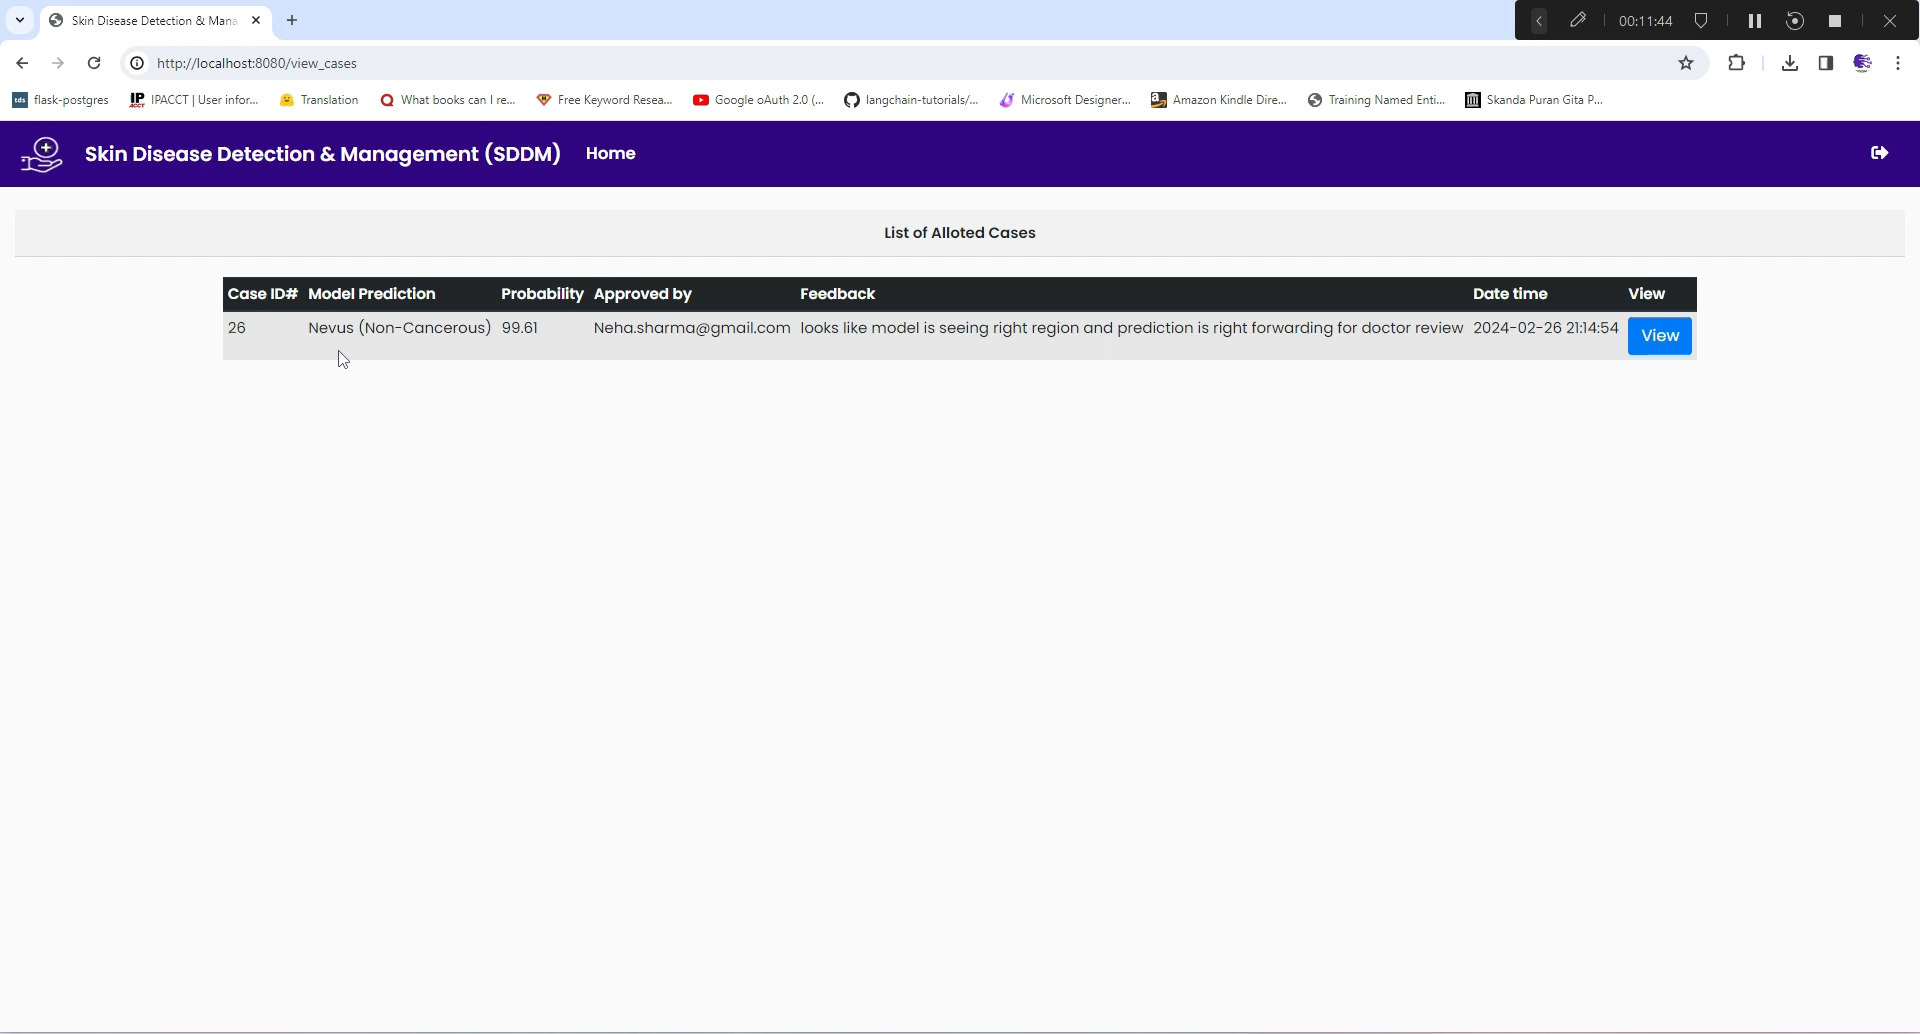 Skin Disease Detection & Mana
00:11:44
http://localhost:8080/view_cases
tds flask-postgres IP ACCT IPACCT | User infor... Translation What books can I re... Free Keyword Resea... Google oAuth 2.0 (... langchain-tutorials/... Microsoft Designer... Amazon Kindle Dire... Training Named Enti... Skanda Puran Gita P...
Skin Disease Detection & Management (SDDM) Home
List of Alloted Cases
Case ID# Model Prediction Probability Approved by Feedback Date time View
26 Nevus (Non-Cancerous) 99.61 Neha.sharma@gmail.com looks like model is seeing right region and prediction is right forwarding for doctor review 2024-02-26 21:14:54 View